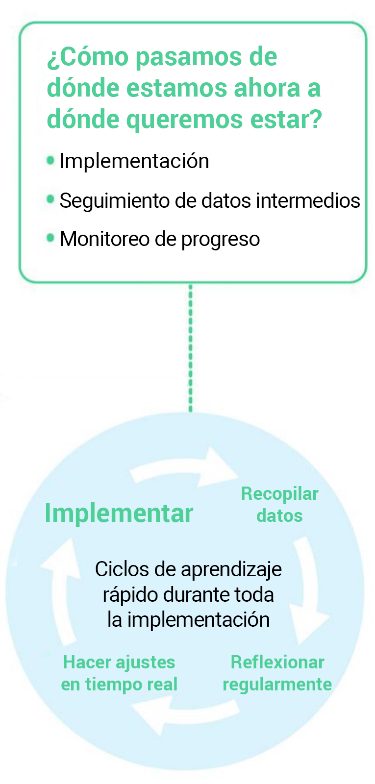 ¿Cómo pasamos de
dónde estamos ahora a
dónde queremos estar?
• Implementación
• Seguimiento de datos intermedios
• Monitoreo de progreso
Implementar
Recopilar
datos
Ciclos de aprendizaje
rápido durante toda
la implementación
Hacer ajustes
en tiempo real
Reflexionar
regularmente